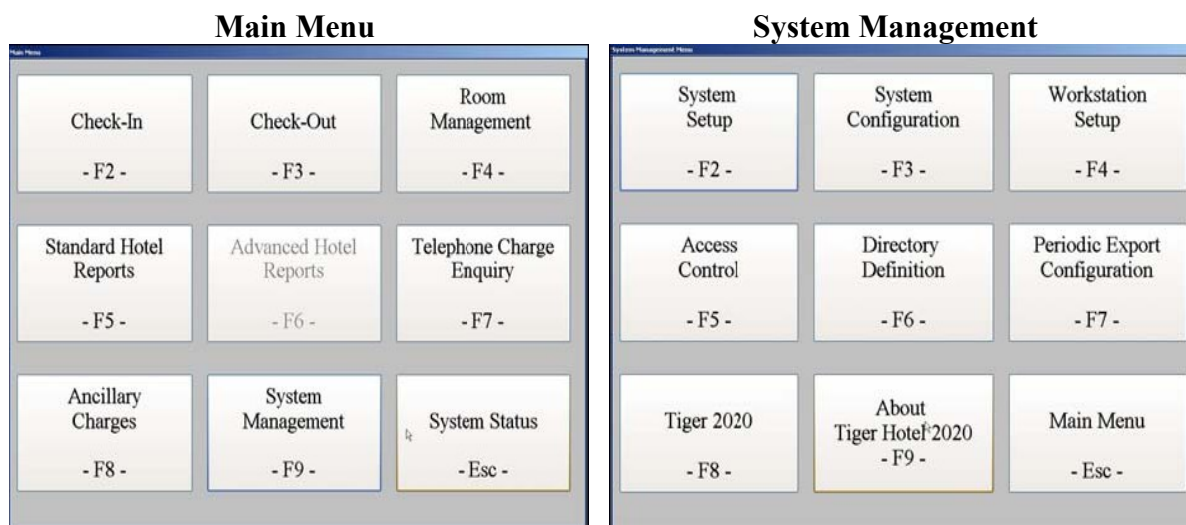 Main Menu
Main Menu
Check-In
- F2 -
Check-Out
- F3 -
Room
Management
- F4 -
Standard Hotel
Reports
- F5 -
Advanced Hotel
Reports
- F6 -
Telephone Charge
Enquiry
- F7 -
Ancillary
Charges
- F8 -
System
Management
- F9 -
System Status
- Esc -
System Management
System Management Menu
System
Setup
- F2 -
System
Configuration
- F3 -
Workstation
Setup
- F4 -
Access
Control
- F5 -
Directory
Definition
- F6 -
Periodic Export
Configuration
- F7 -
Tiger 2020
- F8 -
About
Tiger Hotel 2020
- F9 -
Main Menu
- Esc -